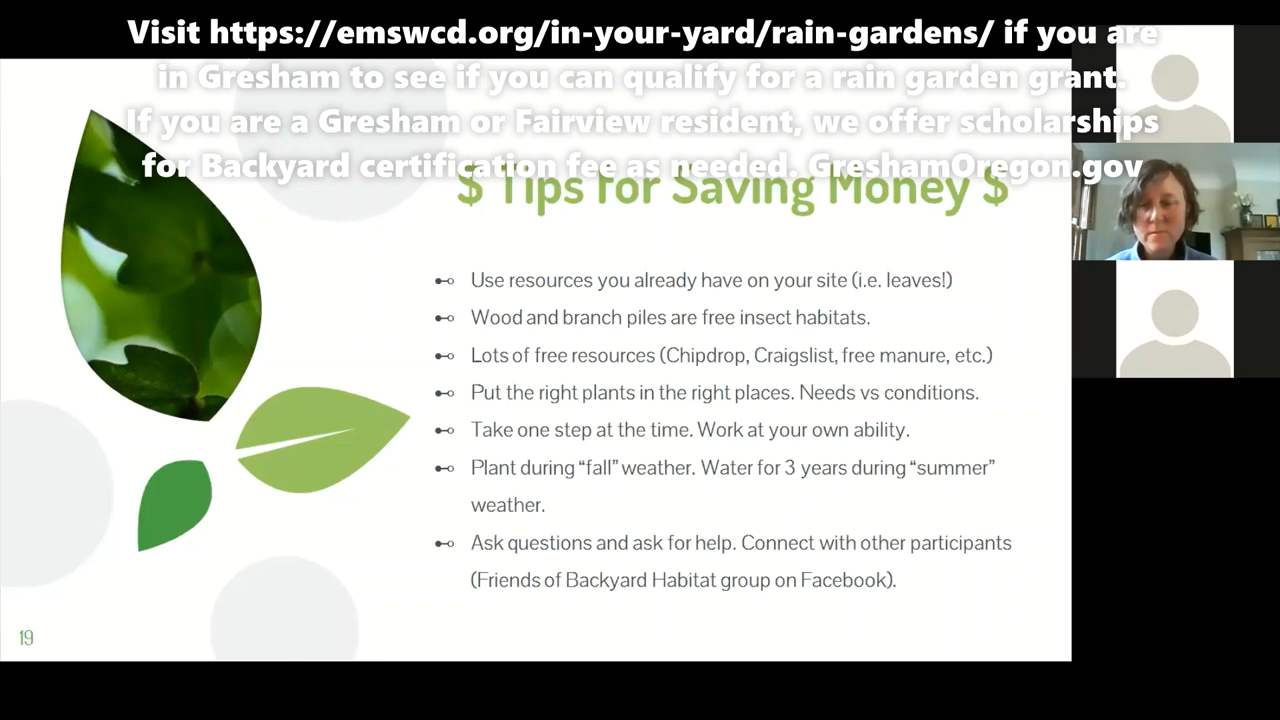 Visit https://emswcd.org/in-your-yard/rain-gardens/ if you are
in Gresham to see if you can qualify for a rain garden grant.
If you are a Gresham or Fairview resident, we offer scholarships
for Backyard certification fee as needed. GreshamOregon.gov
$ Tips for Saving Money $
Use resources you already have on your site (i.e. leaves!)
Wood and branch piles are free insect habitats.
Lots of free resources (Chipdrop, Craigslist, free manure, etc.)
Put the right plants in the right places. Needs vs conditions.
Take one step at the time. Work at your own ability.
Plant during “fall” weather. Water for 3 years during “summer”
weather.
Ask questions and ask for help. Connect with other participants
(Friends of Backyard Habitat group on Facebook).
19